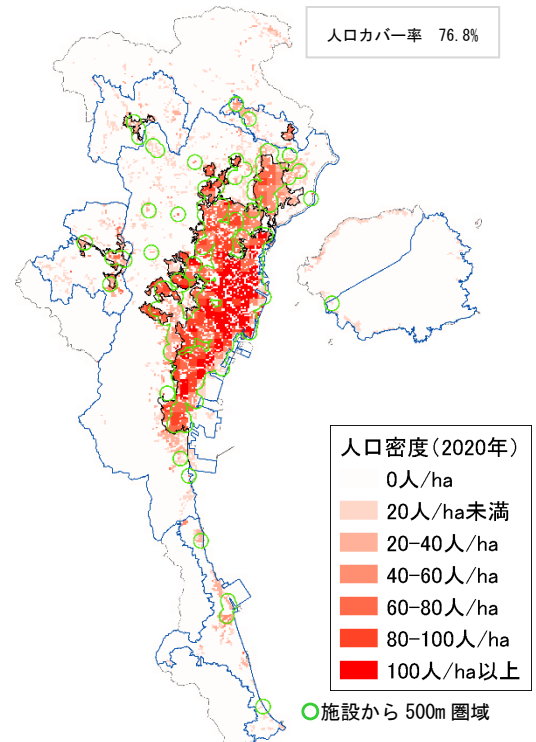 人口カバー率 76.8%
人口密度(2020年)
0人/ha
20人/ha未満
20-40人/ha
40-60人/ha
60-80人/ha
80-100人/ha
100人/ha以上
施設から500m圏域